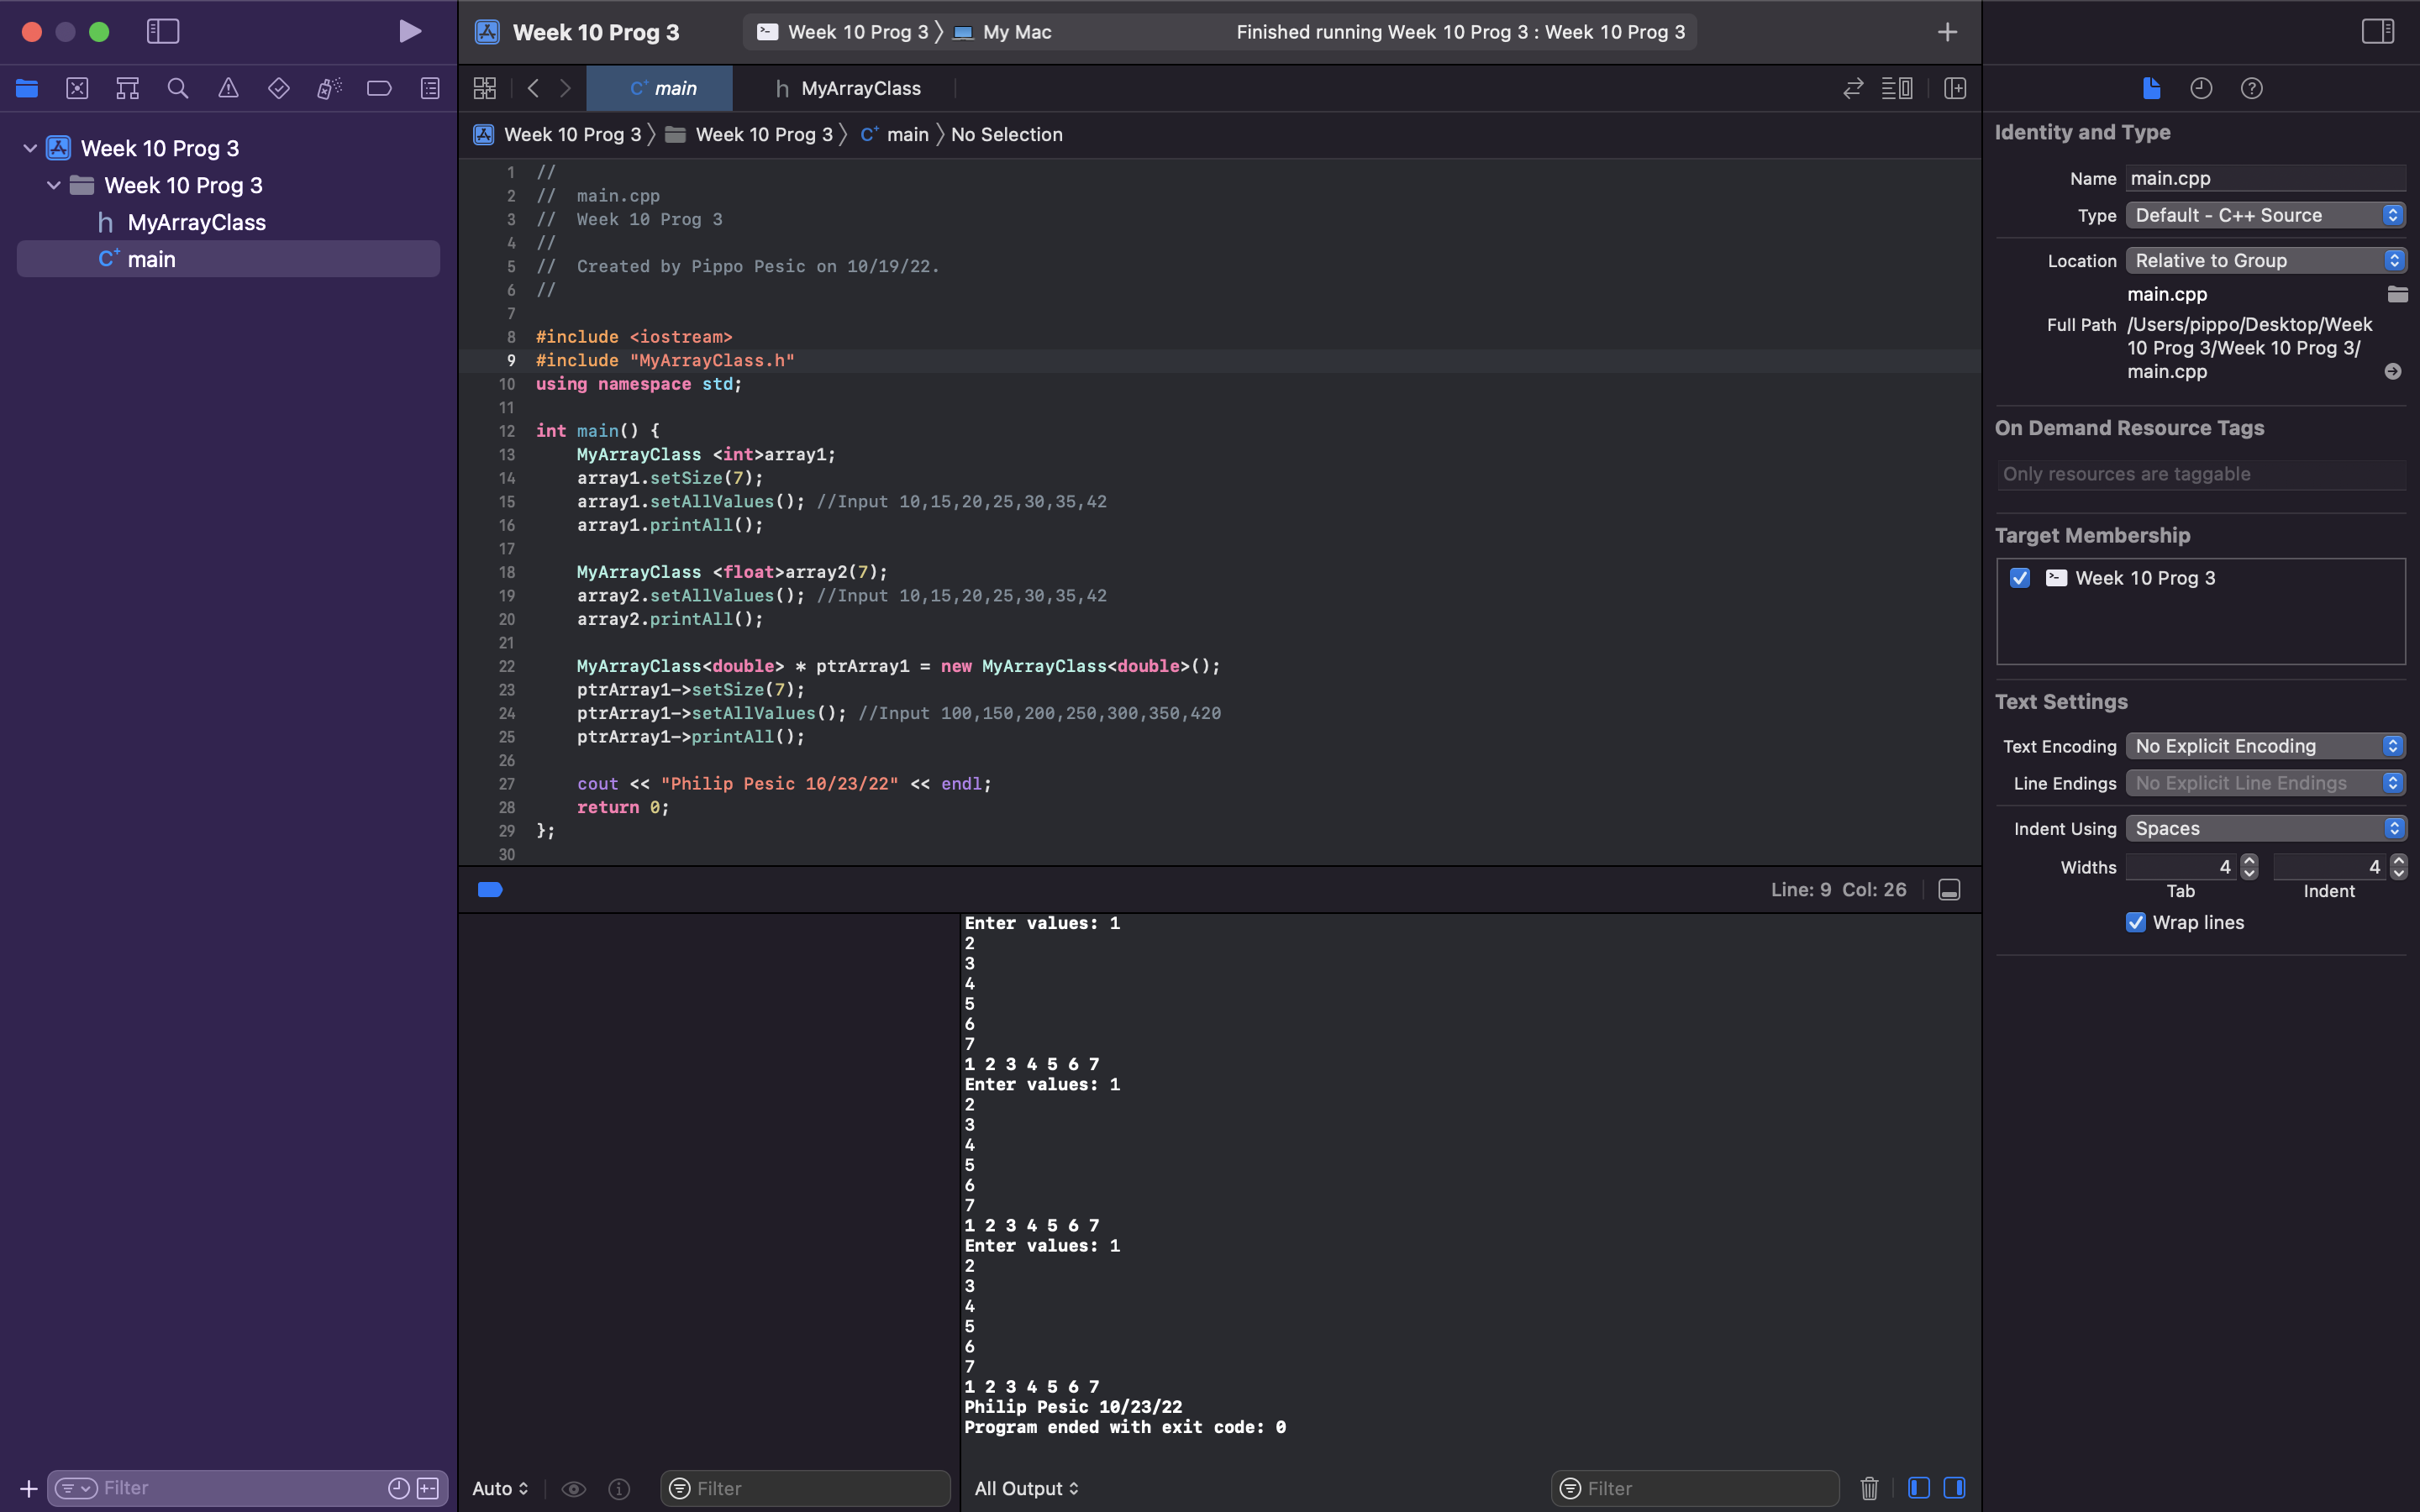 Week 10 Prog 3
Week 10 Prog 3
MyArrayClass
main
Filter
Week 10 Prog 3
Week 10 Prog 3 〉 My Mac
Finished running Week 10 Prog 3 : Week 10 Prog 3
main
MyArrayClass
Week 10 Prog 3 〉 Week 10 Prog 3 〉 main 〉 No Selection
1 //
2 //  main.cpp
3 //  Week 10 Prog 3
4 //
5 //  Created by Pippo Pesic on 10/19/22.
6 //
7
8 #include <iostream>
9 #include "MyArrayClass.h"
10 using namespace std;
11
12 int main() {
13     MyArrayClass <int>array1;
14     array1.setSize(7);
15     array1.setAllValues(); //Input 10,15,20,25,30,35,42
16     array1.printAll();
17
18     MyArrayClass <float>array2(7);
19     array2.setAllValues(); //Input 10,15,20,25,30,35,42
20     array2.printAll();
21
22     MyArrayClass<double> * ptrArray1 = new MyArrayClass<double>();
23     ptrArray1->setSize(7);
24     ptrArray1->setAllValues(); //Input 100,150,200,250,300,350,420
25     ptrArray1->printAll();
26
27     cout << "Philip Pesic 10/23/22" << endl;
28     return 0;
29 };
30
Line: 9 Col: 26
Enter values: 1
2
3
4
5
6
7
1 2 3 4 5 6 7
Enter values: 1
2
3
4
5
6
7
1 2 3 4 5 6 7
Enter values: 1
2
3
4
5
6
7
1 2 3 4 5 6 7
Philip Pesic 10/23/22
Program ended with exit code: 0
Auto
Filter
All Output
Filter
Identity and Type
Name main.cpp
Type Default - C++ Source
Location Relative to Group
main.cpp
Full Path /Users/pippo/Desktop/Week
10 Prog 3/Week 10 Prog 3/
main.cpp
On Demand Resource Tags
Only resources are taggable
Target Membership
Week 10 Prog 3
Text Settings
Text Encoding No Explicit Encoding
Line Endings No Explicit Line Endings
Indent Using Spaces
Widths 4 4
Tab Indent
Wrap lines